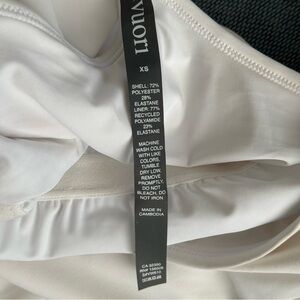 vuori
XS
SHELL: 72%
POLYESTER
28%
ELASTANE
LINER: 77%
RECYCLED
POLYAMIDE
23%
ELASTANE
MACHINE
WASH COLD
WITH LIKE
COLORS,
TUMBLE
DRY LOW.
REMOVE
PROMPTLY.
DO NOT
BLEACH. DO
NOT IRON
MADE IN
CAMBODIA